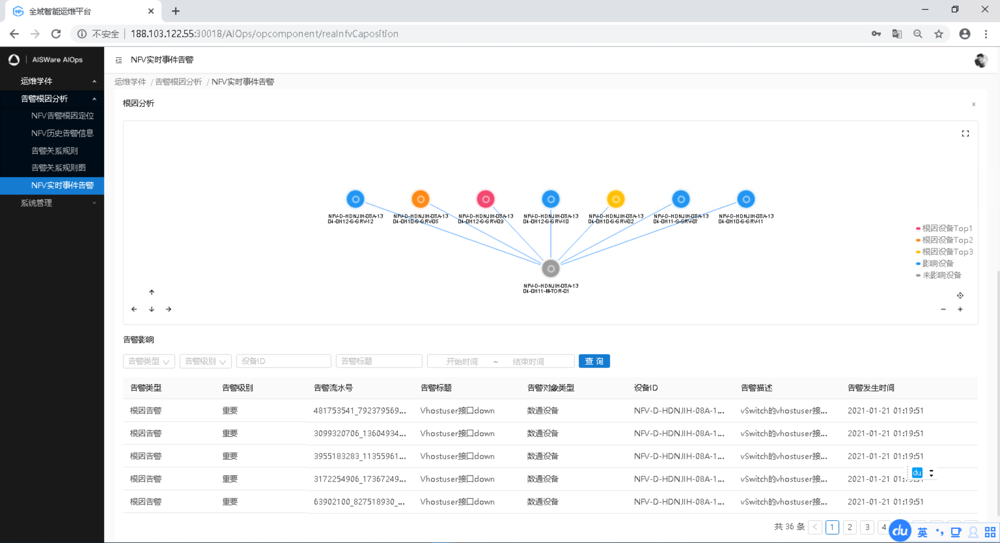 全域智能运维平台
不安全 188.103.122.55:30018/AIOps/opcomponent/realnfvCaposition
AISWare AIOps
NFV实时事件告警
运维学件
告警根因分析
NFV告警根因定位
NFV历史告警信息
告警关系规则
告警关系规则图
NFV实时事件告警
系统管理
运维学件 / 告警根因分析 / NFV实时事件告警
根因分析
x
NFV-D-HDNJIH-08A-13
04-0H12-S-SRV-12
NFV-D-HDNJIH-08A-13
04-0H10-S-SRV-05
NFV-D-HDNJIH-08A-13
04-0H12-S-SRV-09
NFV-D-HDNJIH-08A-13
04-0H12-S-SRV-10
NFV-D-HDNJIH-08A-13
04-0H10-S-SRV-02
NFV-D-HDNJIH-08A-13
04-0H11-S-SRV-07
NFV-D-HDNJIH-08A-13
04-0H10-S-SRV-11
NFV-D-HDNJIH-08A-13
04-0H11-M-TOR-01
根因设备Top1
根因设备Top2
根因设备Top3
影响设备
未影响设备
告警影响
告警类型 告警级别 设备ID 告警标题 开始时间 ~ 结束时间 查 询
告警类型 告警级别 告警流水号 告警标题 告警对象类型 设备ID 告警描述 告警发生时间
根因告警 重要 481753541_792379569... Vhostuser接口down 数通设备 NFV-D-HDNJIH-08A-1... vSwitch的vhostuser接... 2021-01-21 01:19:51
根因告警 重要 3099320706_13604934... Vhostuser接口down 数通设备 NFV-D-HDNJIH-08A-1... vSwitch的vhostuser接... 2021-01-21 01:19:51
根因告警 重要 3955183283_11355961... Vhostuser接口down 数通设备 NFV-D-HDNJIH-08A-1... vSwitch的vhostuser接... 2021-01-21 01:19:51
根因告警 重要 3172254906_17367249... Vhostuser接口down 数通设备 NFV-D-HDNJIH-08A-1... vSwitch的vhostuser接... 2021-01-21 01:19:51
du
根因告警 重要 63902100_827518930_... Vhostuser接口down 数通设备 NFV-D-HDNJIH-08A-1... vSwitch的vhostuser接... 2021-01-21 01:19:51
共 36 条 < 1 2 3 4
du 英